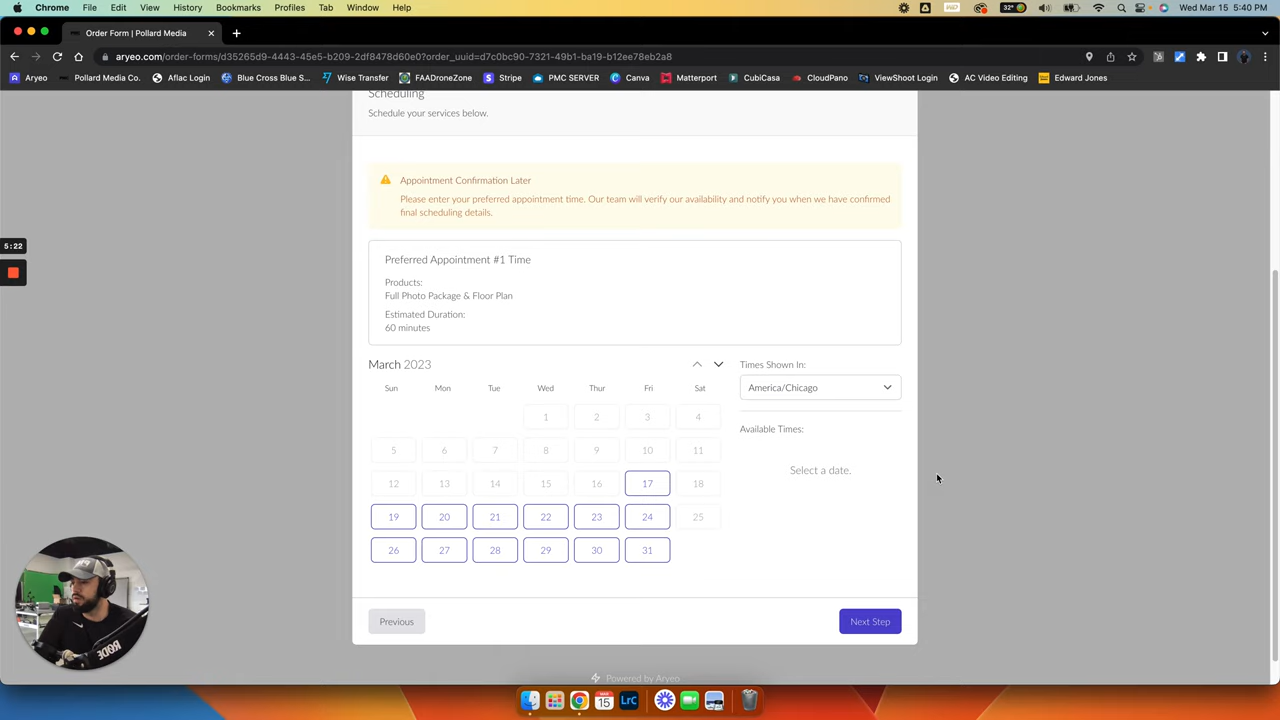 Chrome File Edit View History Bookmarks Profiles Tab Window Help 32° Wed Mar 15 5:40 PM
Order Form | Pollard Media
aryeo.com/order-forms/d35265d9-4443-45e5-b209-2df8478d60e0?order_uuid=d7c0bc90-7321-49b1-ba19-b12ee78eb2a8
Aryeo Pollard Media Co. Aflac Login Blue Cross Blue S... Wise Transfer FAADroneZone Stripe PMC SERVER Canva Matterport CubiCasa CloudPano ViewShoot Login AC Video Editing Edward Jones
Scheduling
Schedule your services below.
Appointment Confirmation Later
Please enter your preferred appointment time. Our team will verify our availability and notify you when we have confirmed
final scheduling details.
5:22
Preferred Appointment #1 Time
Products:
Full Photo Package & Floor Plan
Estimated Duration:
60 minutes
March 2023
Times Shown In:
Sun Mon Tue Wed Thur Fri Sat
America/Chicago
1 2 3 4
Available Times:
5 6 7 8 9 10 11
Select a date.
12 13 14 15 16 17 18
19 20 21 22 23 24 25
26 27 28 29 30 31
Previous Next Step
Powered by Aryeo
RØDE
15 LrC